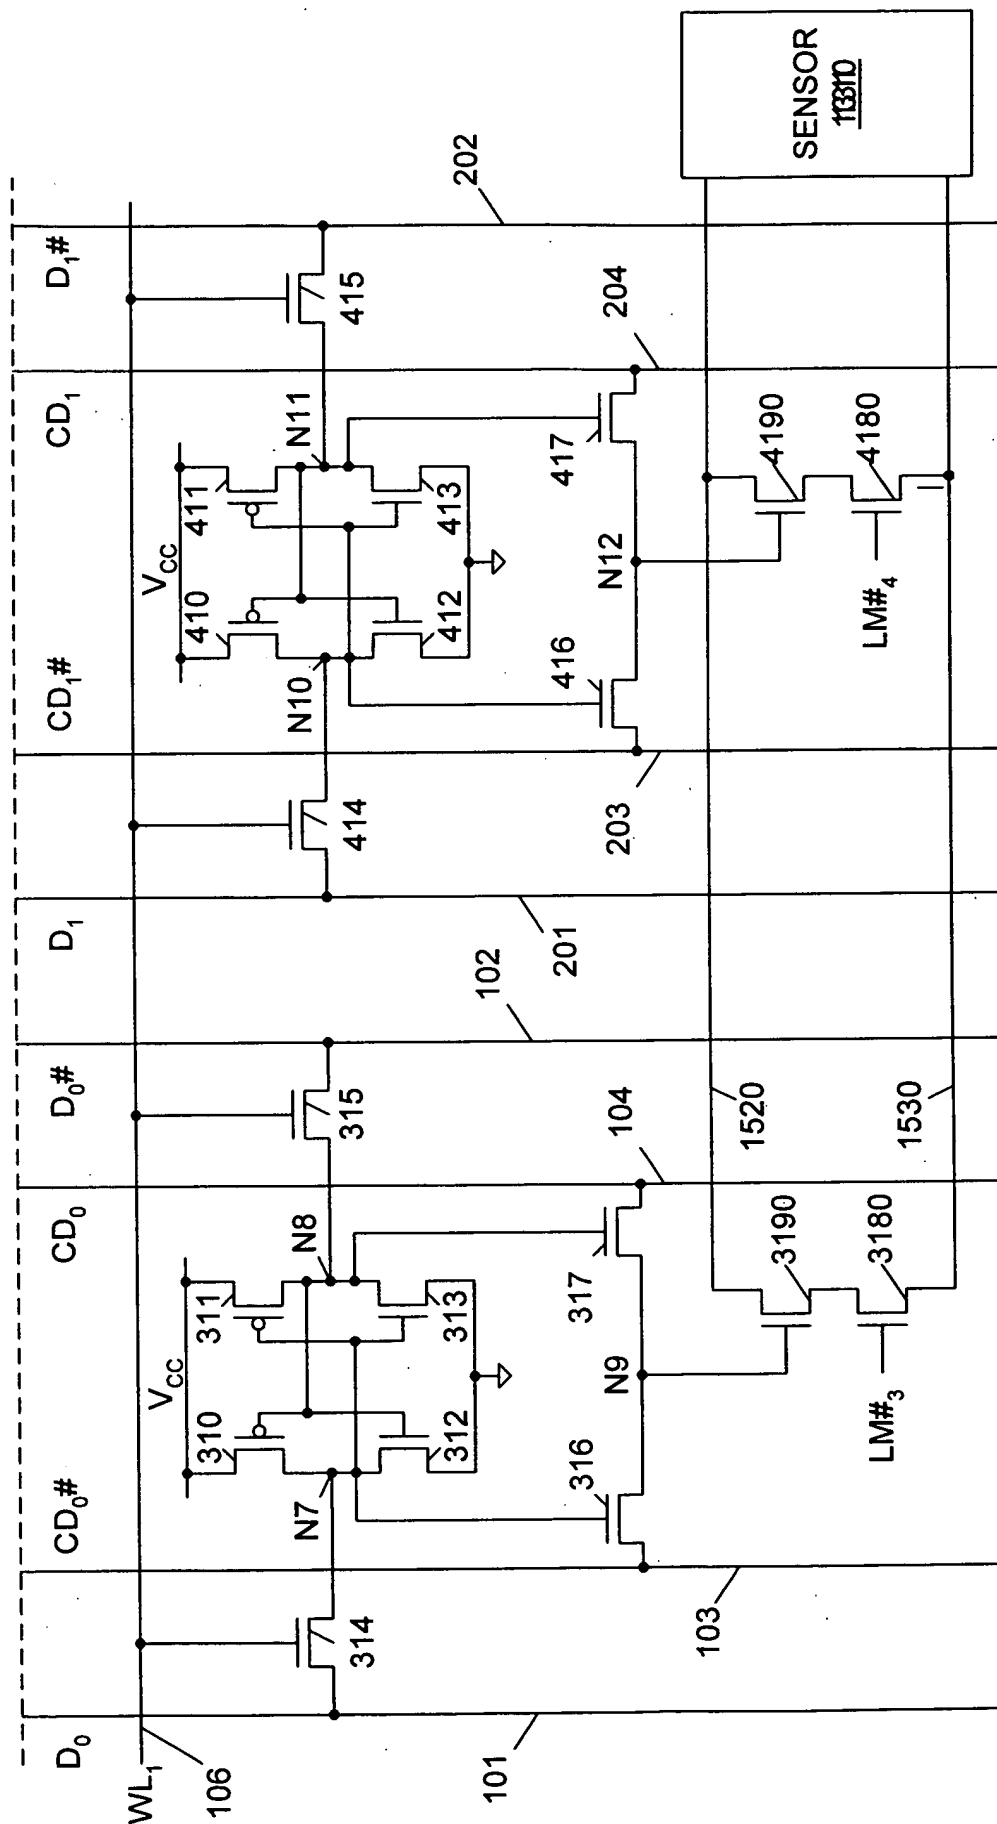 D₀ CD₀# CD₀ D₀# D₁ CD₁# CD₁ D₁#
WL₁
V_CC V_CC
310 311 410 411
106
N7 N8 N10 N11
314 315 414 415
312 313 412 413
101 102 202
201
316 317 416 417
N9 N12
103 104 203 204
1520
3190 4190
SENSOR
3180 4180
LM#₃ LM#₄
1530